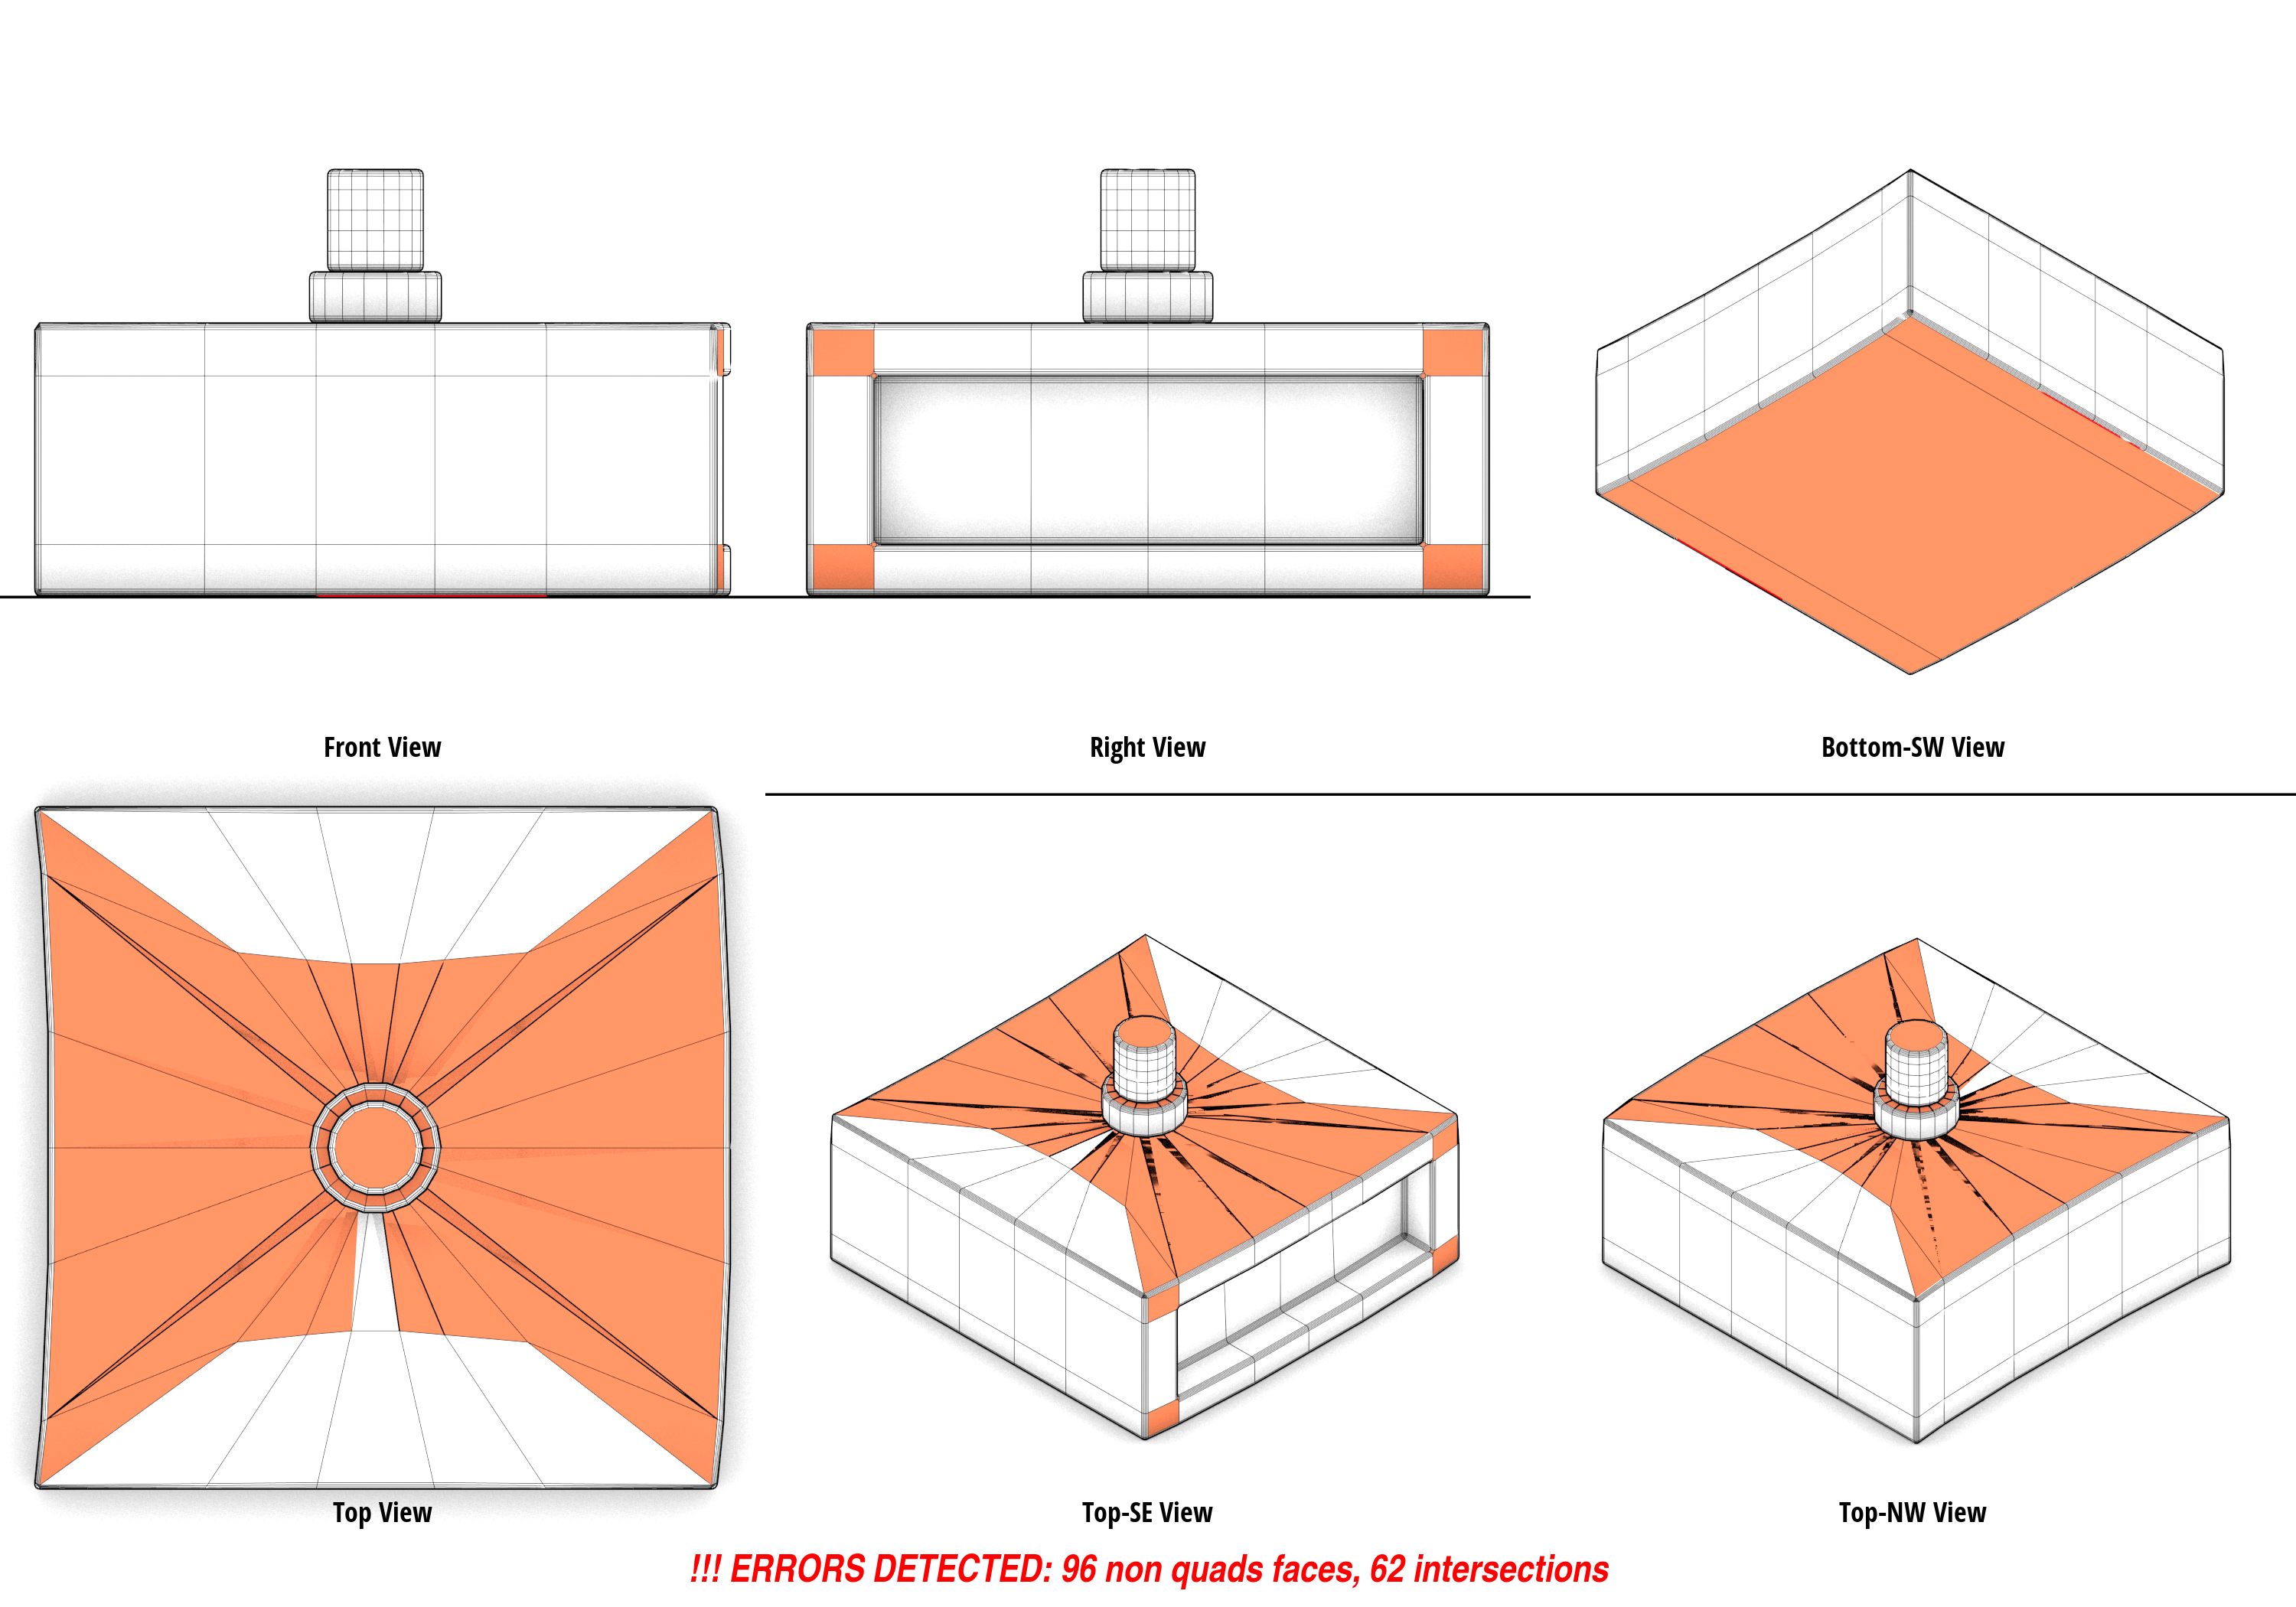 Front View
Right View
Bottom-SW View
Top View
Top-SE View
Top-NW View
!!! ERRORS DETECTED: 96 non quads faces, 62 intersections